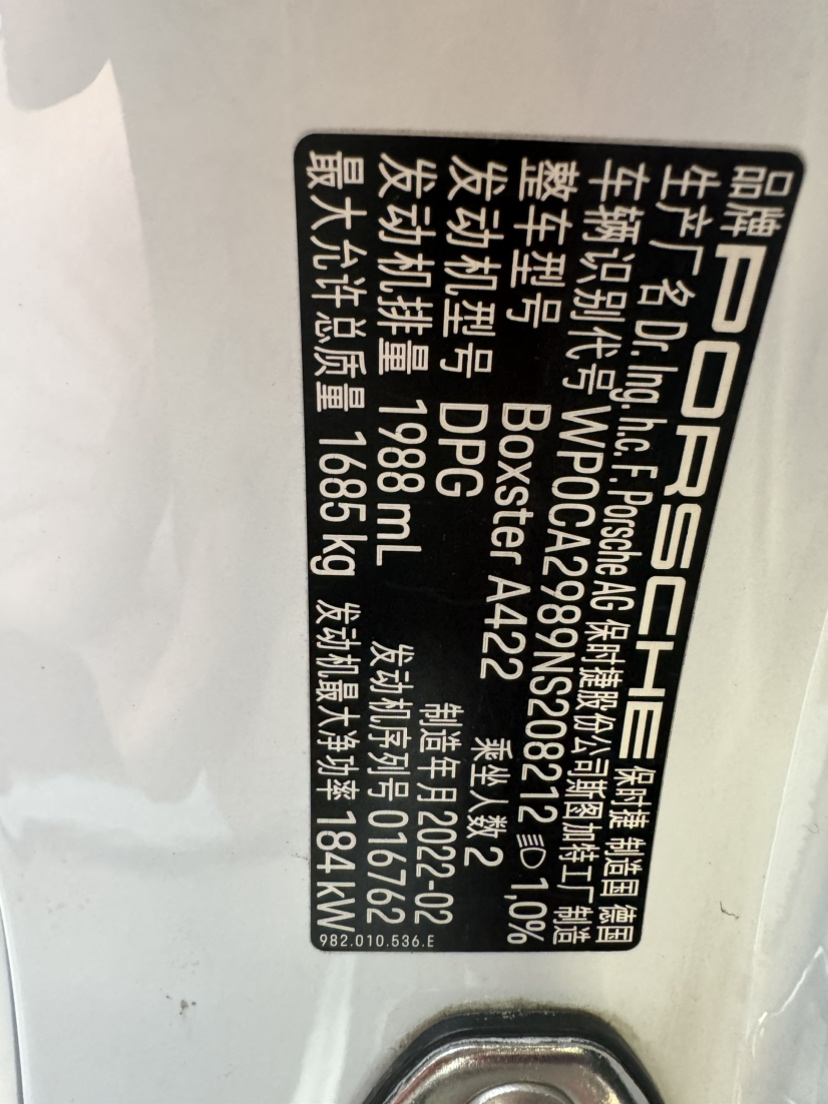 品牌 PORSCHE 保时捷 制造国 德国
生产厂名 Dr. Ing. h.c. F. Porsche AG 保时捷股份公司斯图加特工厂 制造
车辆识别代号 WP0CA2989NS208212 1,0%
整车型号 Boxster A422 乘坐人数 2
发动机型号 DPG 制造年月 2022-02
发动机排量 1988 mL 发动机序列号 016762
最大允许总质量 1685 kg 发动机最大净功率 184 kW
982.010.536.E